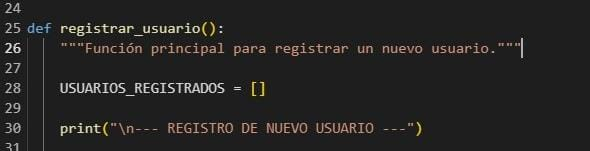 24
25 def registrar_usuario():
26     """Función principal para registrar un nuevo usuario."""
27
28     USUARIOS_REGISTRADOS = []
29
30     print("\n--- REGISTRO DE NUEVO USUARIO ---")
31